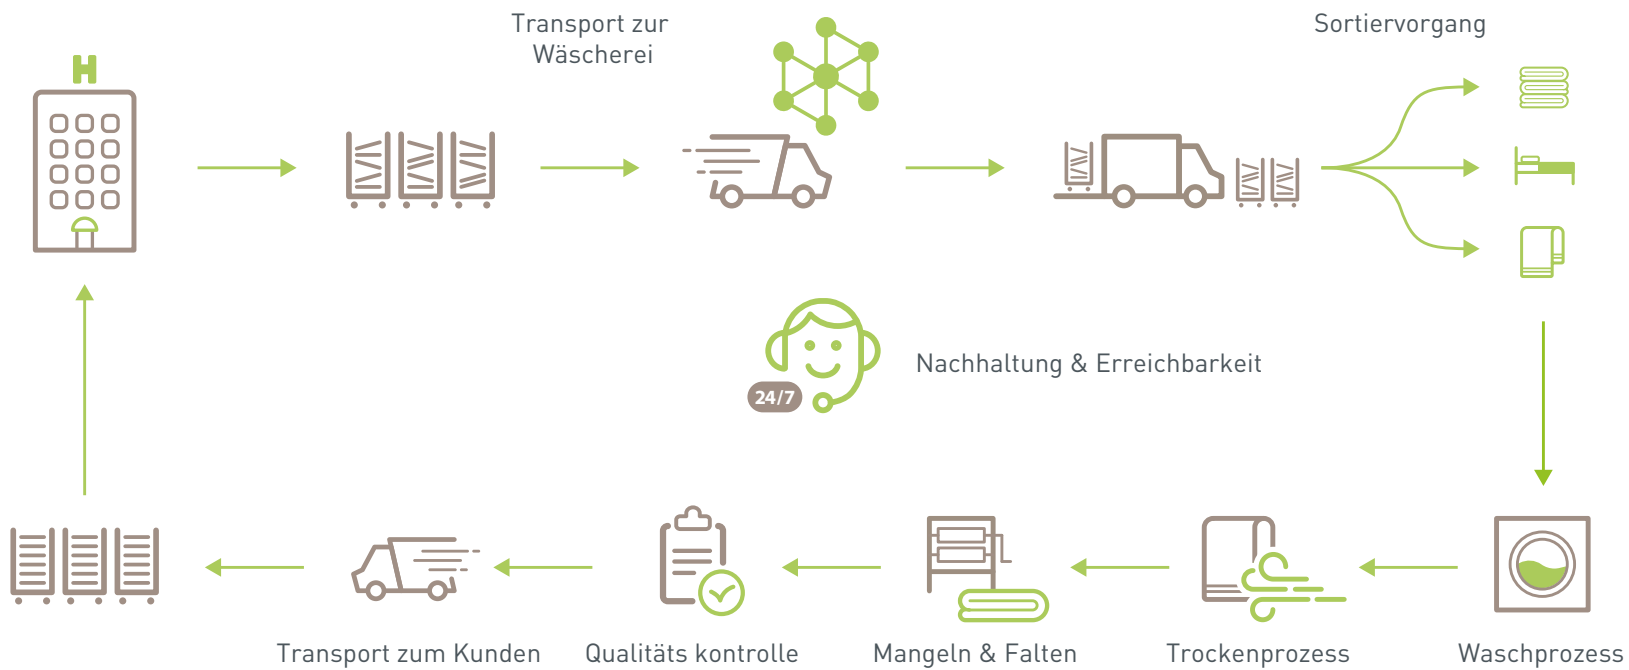 Transport zur
Wäscherei
Sortiervorgang
H
Nachhaltung & Erreichbarkeit
24/7
Transport zum Kunden
Qualitäts kontrolle
Mangeln & Falten
Trockenprozess
Waschprozess